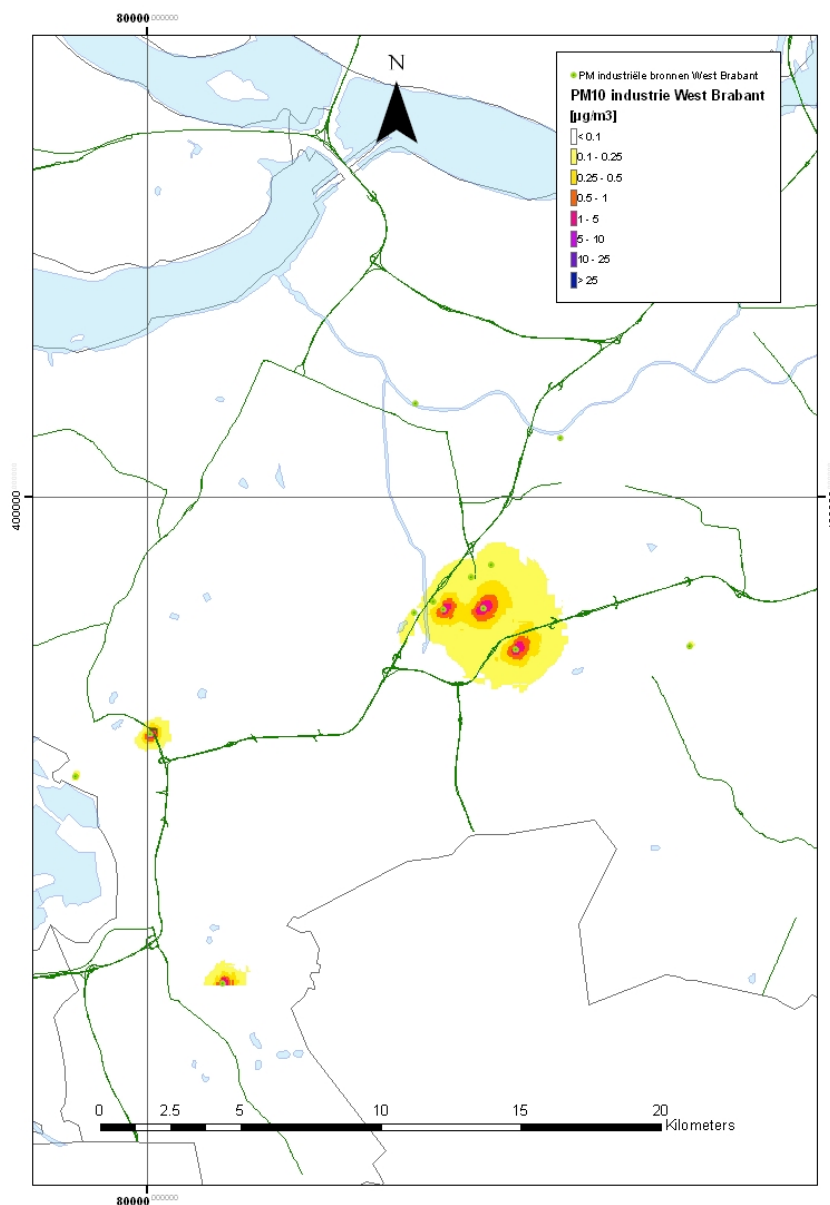 80000 000000
N
PM industriële bronnen West Brabant
PM10 industrie West Brabant
[µg/m3]
< 0.1
0.1 - 0.25
0.25 - 0.5
0.5 - 1
1 - 5
5 - 10
10 - 25
> 25
400000
0 2.5 5 10 15 20
Kilometers
80000 000000